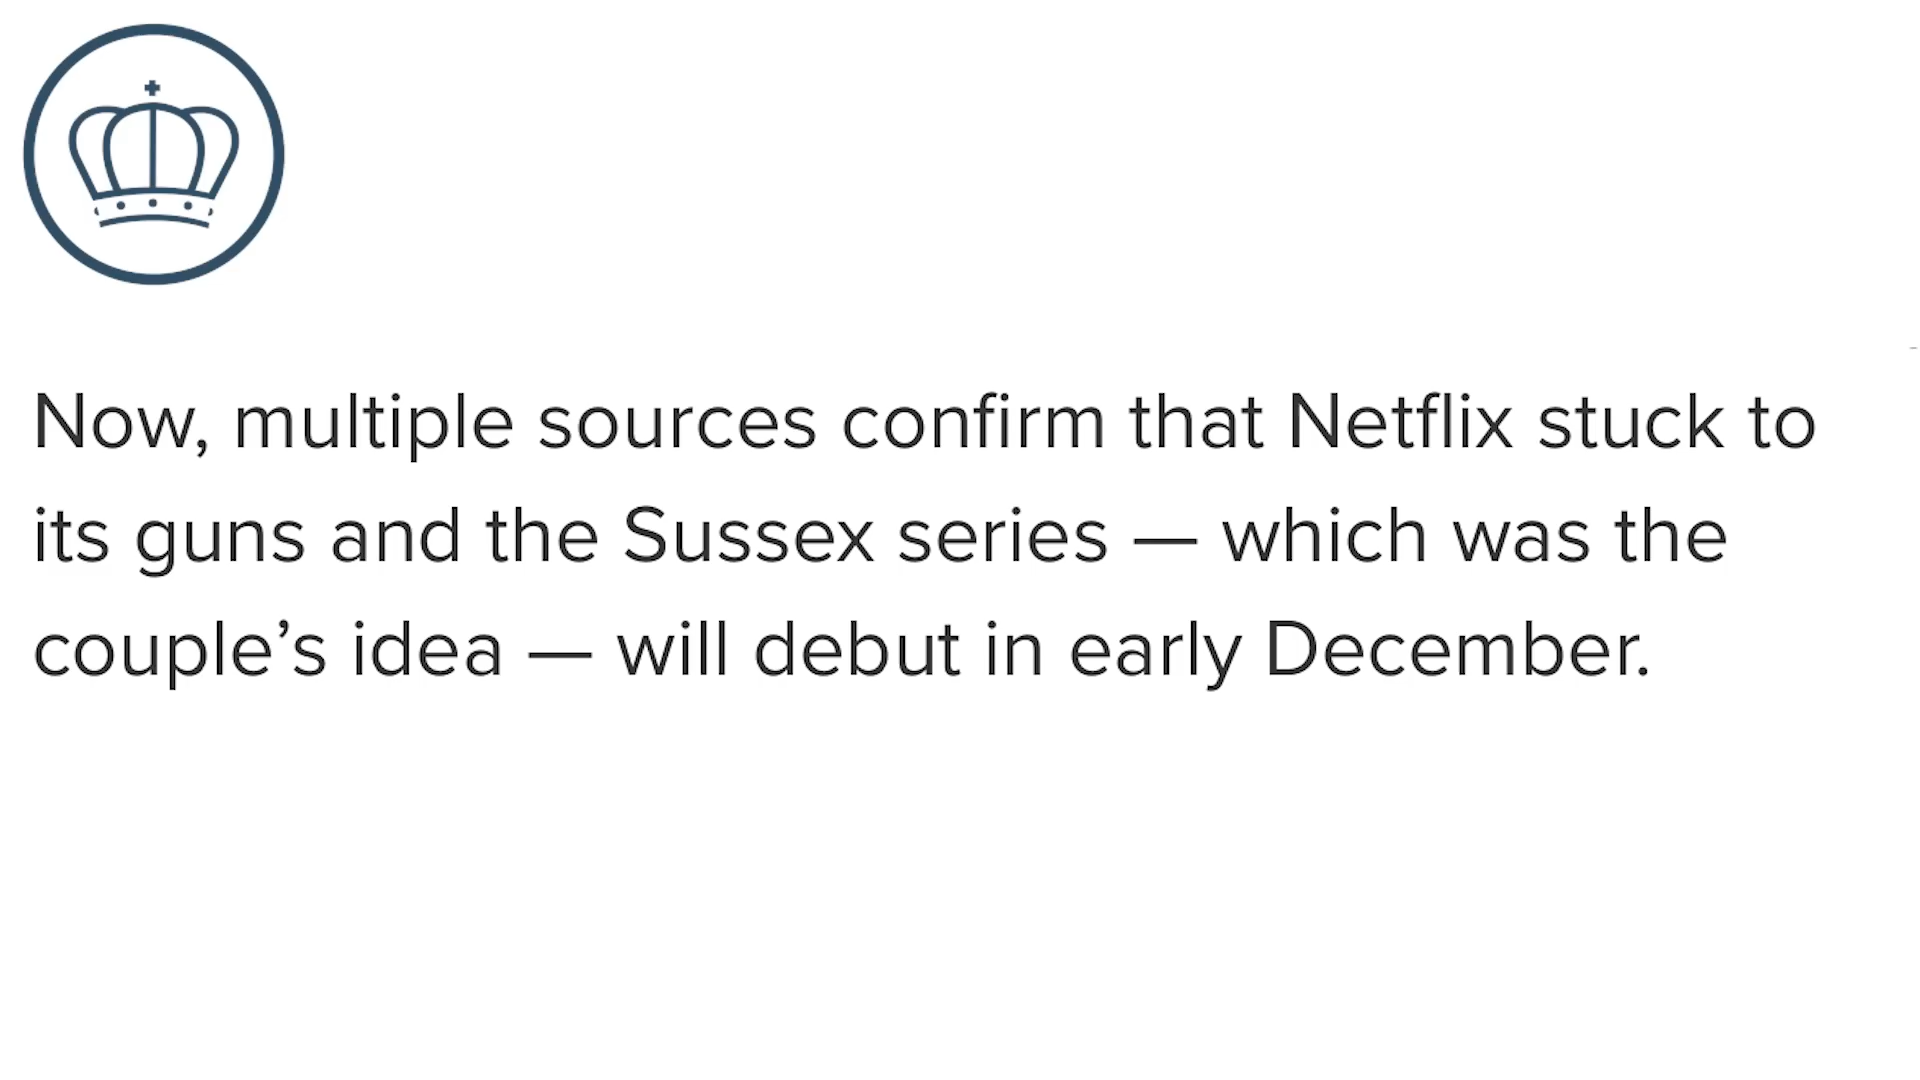 Now, multiple sources confirm that Netflix stuck to
its guns and the Sussex series — which was the
couple’s idea — will debut in early December.